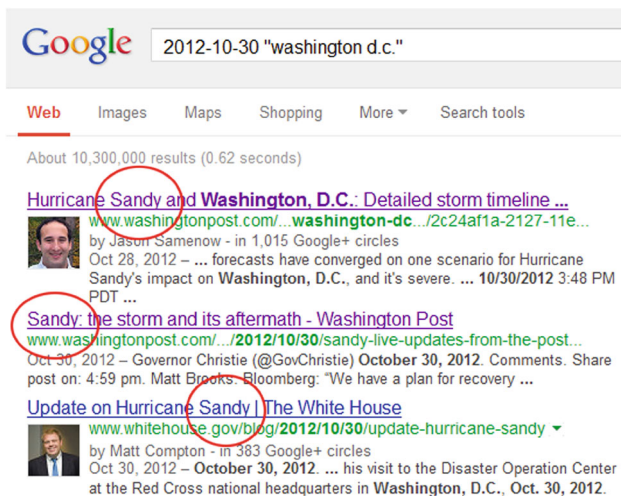 Google 2012-10-30 "washington d.c."
Web Images Maps Shopping More Search tools
About 10,300,000 results (0.62 seconds)
Hurricane Sandy and Washington, D.C.: Detailed storm timeline ...
www.washingtonpost.com/...washington-dc.../2c24af1a-2127-11e...
by Jason Samenow - in 1,015 Google+ circles
Oct 28, 2012 – ... forecasts have converged on one scenario for Hurricane
Sandy's impact on Washington, D.C., and it's severe. ... 10/30/2012 3:48 PM
PDT ...
Sandy: the storm and its aftermath - Washington Post
www.washingtonpost.com/.../2012/10/30/sandy-live-updates-from-the-post...
Oct 30, 2012 – Governor Christie (@GovChristie) October 30, 2012. Comments. Share
post on: 4:59 pm. Matt Brooks. Bloomberg: “We have a plan for recovery ...
Update on Hurricane Sandy | The White House
www.whitehouse.gov/blog/2012/10/30/update-hurricane-sandy
by Matt Compton - in 383 Google+ circles
Oct 30, 2012 – October 30, 2012. ... his visit to the Disaster Operation Center
at the Red Cross national headquarters in Washington, D.C., Oct. 30, 2012.